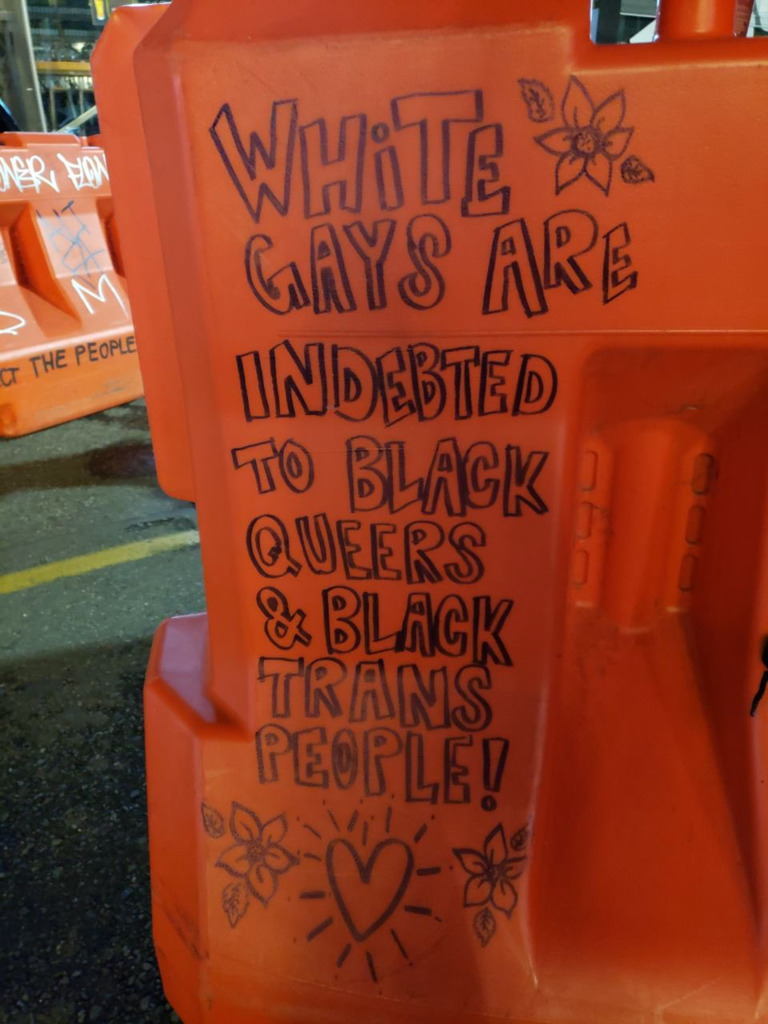 WHiTE
GAYS ARE
INDEBTED
TO BLACK
QUEERS
& BLACK
TRANS
PEOPLE!
M
THE PEOPLE